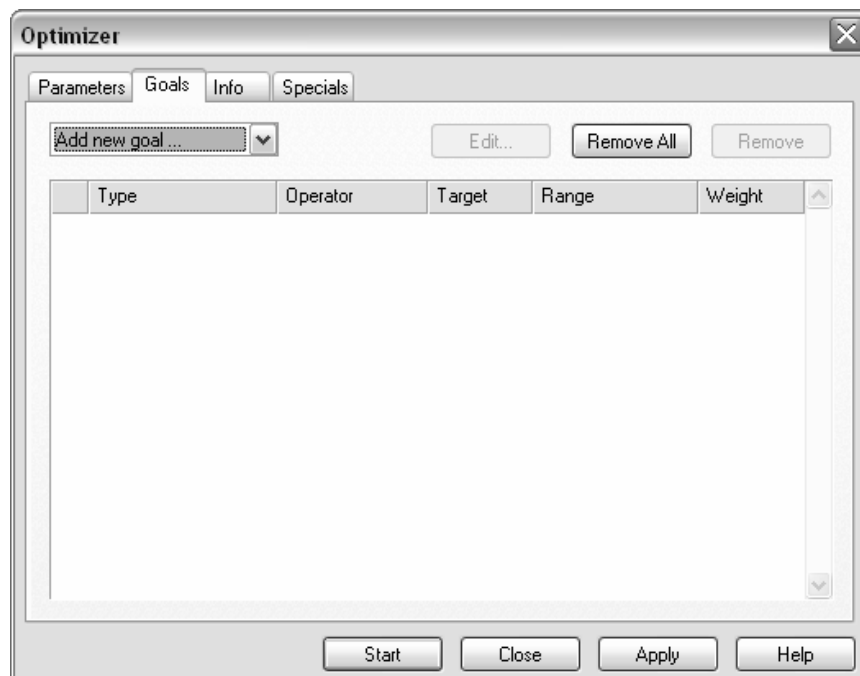 Optimizer
Parameters Goals Info Specials
Add new goal ... Edit... Remove All Remove
Type Operator Target Range Weight
Start Close Apply Help